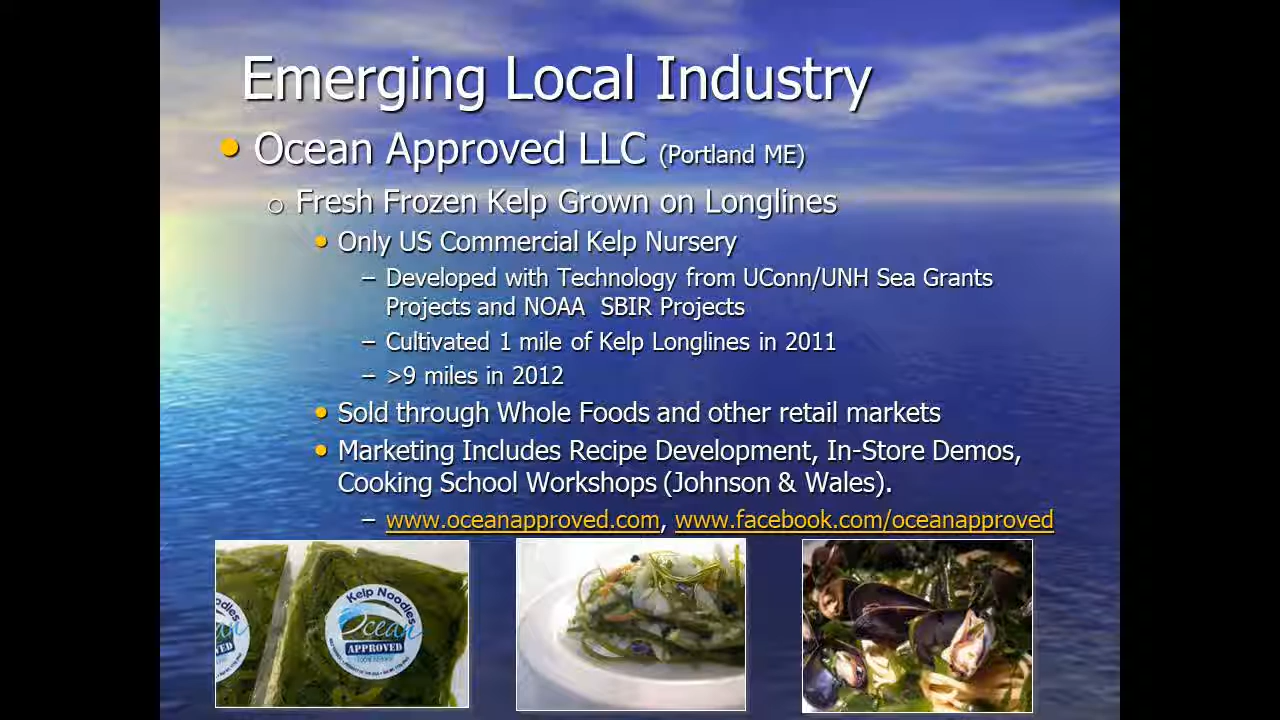 Emerging Local Industry
• Ocean Approved LLC (Portland ME)
o Fresh Frozen Kelp Grown on Longlines
• Only US Commercial Kelp Nursery
– Developed with Technology from UConn/UNH Sea Grants
Projects and NOAA  SBIR Projects
– Cultivated 1 mile of Kelp Longlines in 2011
– >9 miles in 2012
• Sold through Whole Foods and other retail markets
• Marketing Includes Recipe Development, In-Store Demos,
Cooking School Workshops (Johnson & Wales).
– www.oceanapproved.com, www.facebook.com/oceanapproved
Kelp Noodles
Ocean
APPROVED